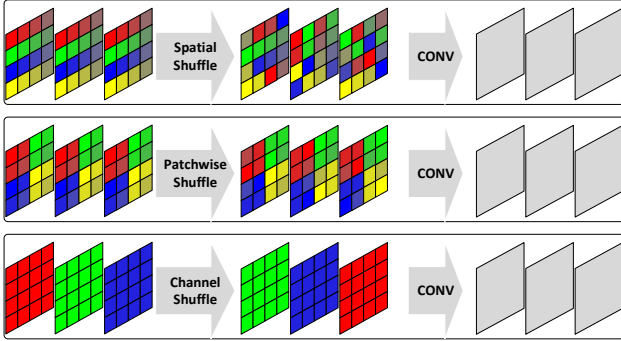 Spatial
Shuffle
CONV
Patchwise
Shuffle
CONV
Channel
Shuffle
CONV